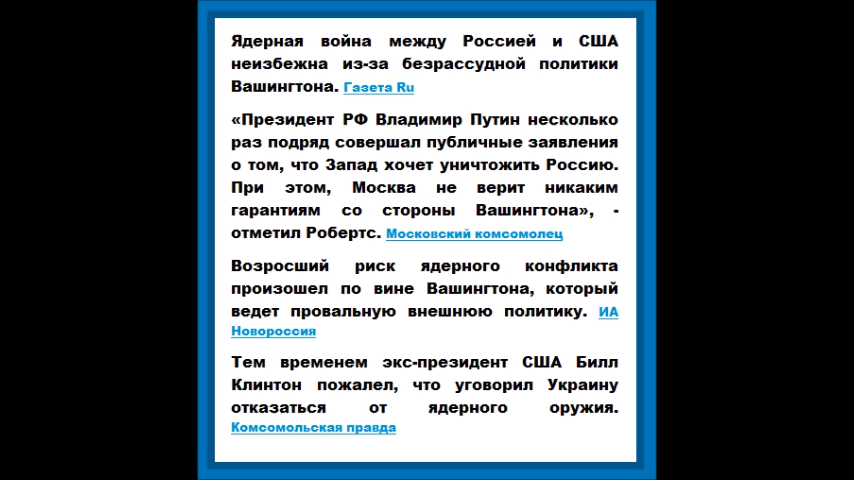 Ядерная война между Россией и США
неизбежна из-за безрассудной политики
Вашингтона. Газета Ru
«Президент РФ Владимир Путин несколько
раз подряд совершал публичные заявления
о том, что Запад хочет уничтожить Россию.
При этом, Москва не верит никаким
гарантиям со стороны Вашингтона», -
отметил Робертс. Московский комсомолец
Возросший риск ядерного конфликта
произошел по вине Вашингтона, который
ведет провальную внешнюю политику. ИА
Новороссия
Тем временем экс-президент США Билл
Клинтон пожалел, что уговорил Украину
отказаться от ядерного оружия.
Комсомольская правда